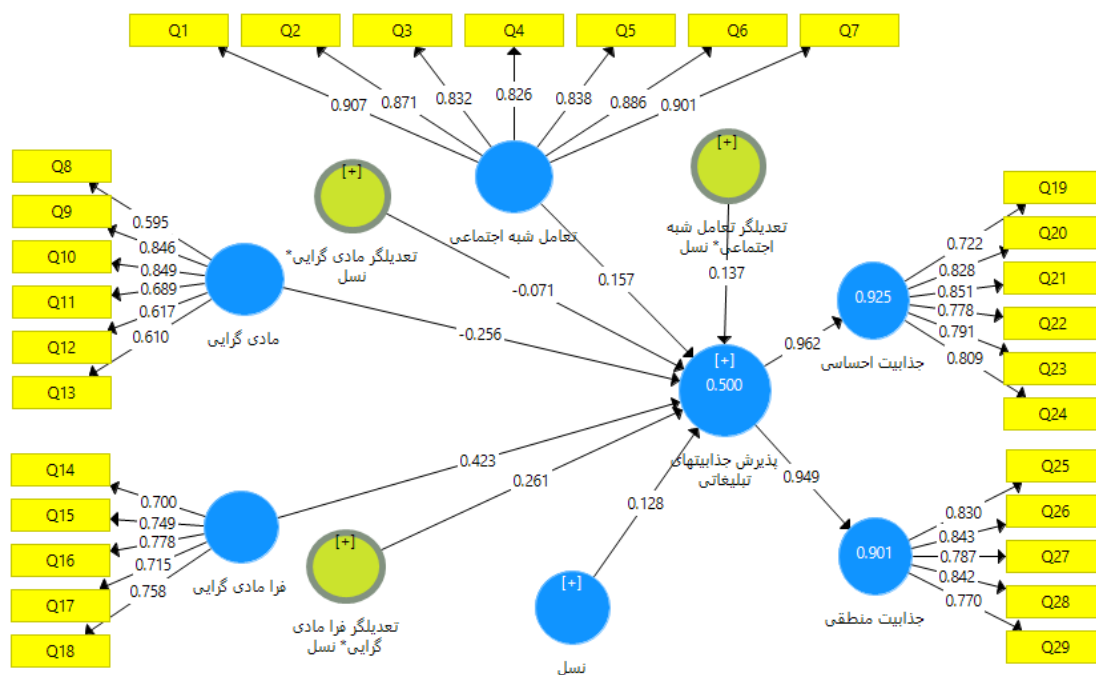 Q1 Q2 Q3 Q4 Q5 Q6 Q7
0.907 0.871 0.832 0.826 0.838 0.886 0.901
[+]
تعدیلگر مادی گرایی*
نسل
تعامل شبه اجتماعی
[+]
تعدیلگر تعامل شبه
اجتماعی* نسل
Q8
Q9
Q10
Q11
Q12
Q13
0.595
0.846
0.849
0.689
0.617
0.610
مادی گرایی
-0.071
0.157
0.137
-0.256
[+]
0.500
پذیرش جذابیتهای
تبلیغاتی
0.962
0.925
جذابیت احساسی
0.722
0.828
0.851
0.778
0.791
0.809
Q19
Q20
Q21
Q22
Q23
Q24
Q14
Q15
Q16
Q17
Q18
0.700
0.749
0.778
0.715
0.758
فرا مادی گرایی
0.423
0.261
[+]
تعدیلگر فرا مادی
گرایی* نسل
0.128
[+]
نسل
0.949
0.901
جذابیت منطقی
0.830
0.843
0.787
0.842
0.770
Q25
Q26
Q27
Q28
Q29